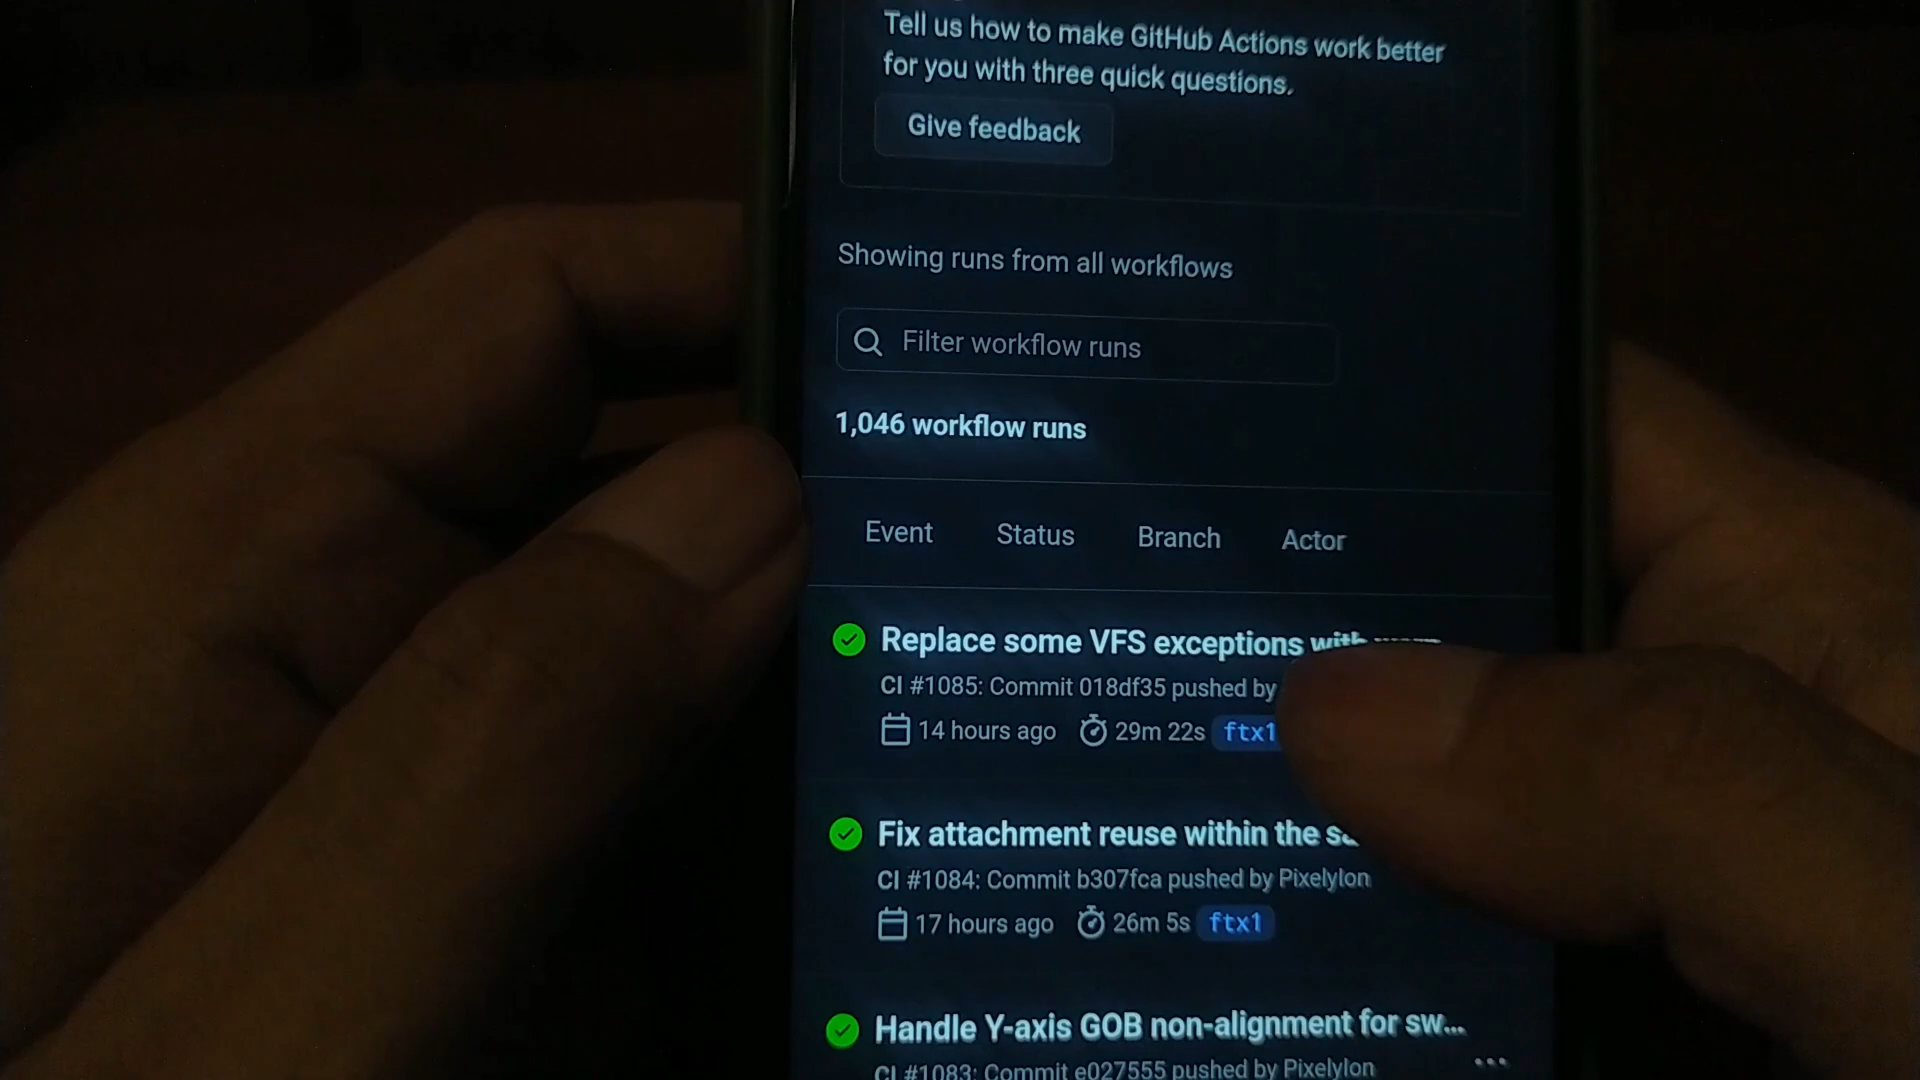 Tell us how to make GitHub Actions work better
for you with three quick questions.
Give feedback
Showing runs from all workflows
Filter workflow runs
1,046 workflow runs
Event Status Branch Actor
Replace some VFS exceptions with
CI #1085: Commit 018df35 pushed by
14 hours ago 29m 22s ftx1
Fix attachment reuse within the
CI #1084: Commit b307fca pushed by Pixelylon
17 hours ago 26m 5s ftx1
Handle Y-axis GOB non-alignment for sw...
CI #1083: Commit e027555 pushed by Pixelylon